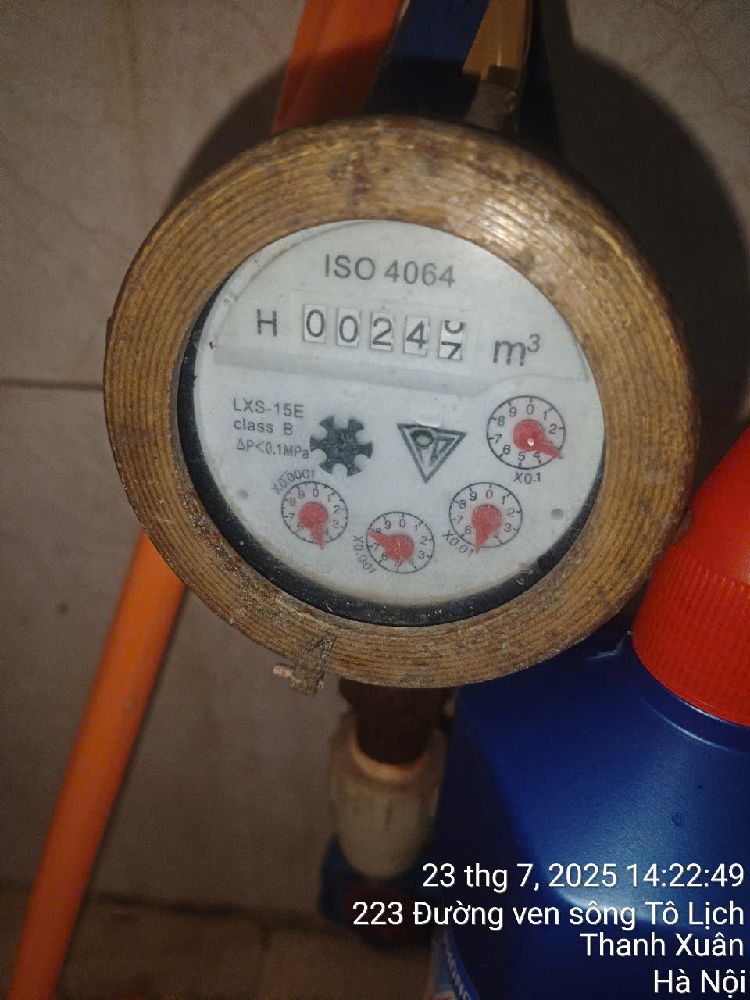 ISO 4064
H 00247 m³
LXS-15E
class B
ΔP<0.1MPa
X0.1
X0.01
X0.001
X0.0001
23 thg 7, 2025 14:22:49
223 Đường ven sông Tô Lịch
Thanh Xuân
Hà Nội